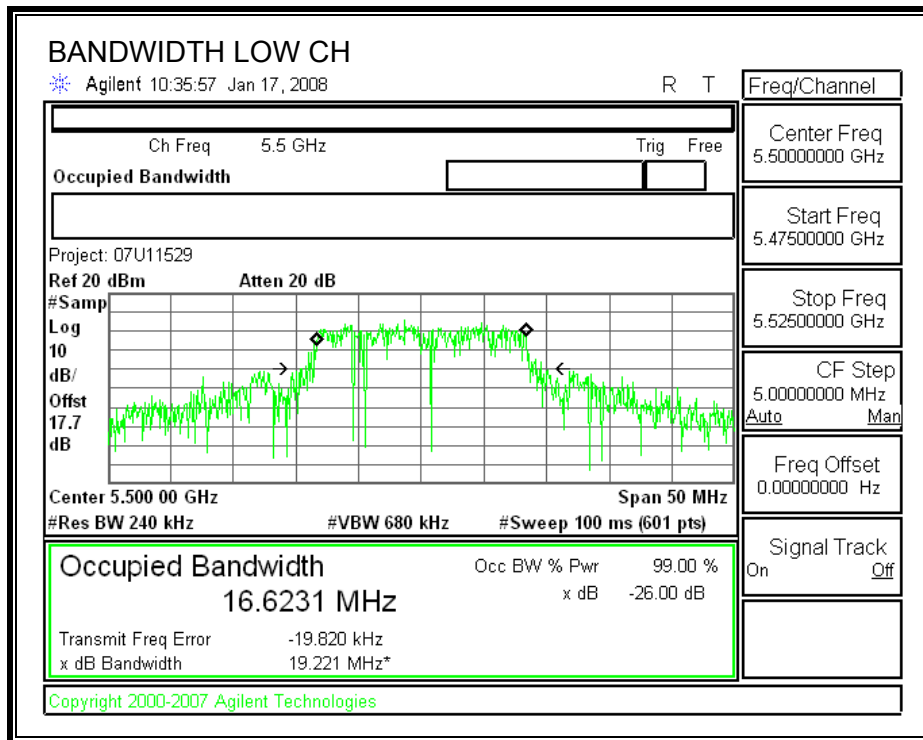 BANDWIDTH LOW CH
Agilent 10:35:57 Jan 17, 2008 R T
Freq/Channel
Ch Freq 5.5 GHz Trig Free
Occupied Bandwidth
Center Freq
5.50000000 GHz
Start Freq
5.47500000 GHz
Stop Freq
5.52500000 GHz
CF Step
5.00000000 MHz
Auto Man
Freq Offset
0.00000000 Hz
Signal Track
On Off
Project: 07U11529
Ref 20 dBm Atten 20 dB
#Samp
Log
10
dB/
Offst
17.7
dB
Center 5.500 00 GHz Span 50 MHz
#Res BW 240 kHz #VBW 680 kHz #Sweep 100 ms (601 pts)
Occupied Bandwidth Occ BW % Pwr 99.00 %
16.6231 MHz x dB -26.00 dB
Transmit Freq Error -19.820 kHz
x dB Bandwidth 19.221 MHz*
Copyright 2000-2007 Agilent Technologies